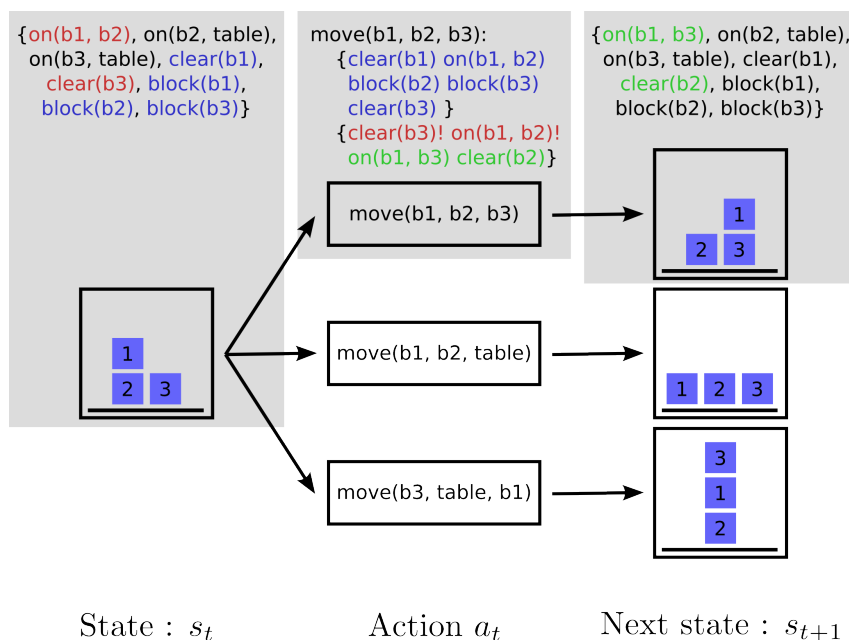 {on(b1, b2), on(b2, table),
on(b3, table), clear(b1),
clear(b3), block(b1),
block(b2), block(b3)}
move(b1, b2, b3):
{clear(b1) on(b1, b2)
block(b2) block(b3)
clear(b3) }
{clear(b3)! on(b1, b2)!
on(b1, b3) clear(b2)}
{on(b1, b3), on(b2, table),
on(b3, table), clear(b1),
clear(b2), block(b1),
block(b2), block(b3)}
move(b1, b2, b3)
1
2 3
1
2 3
move(b1, b2, table)
1 2 3
move(b3, table, b1)
3
1
2
State : s_t
Action a_t
Next state : s_{t+1}